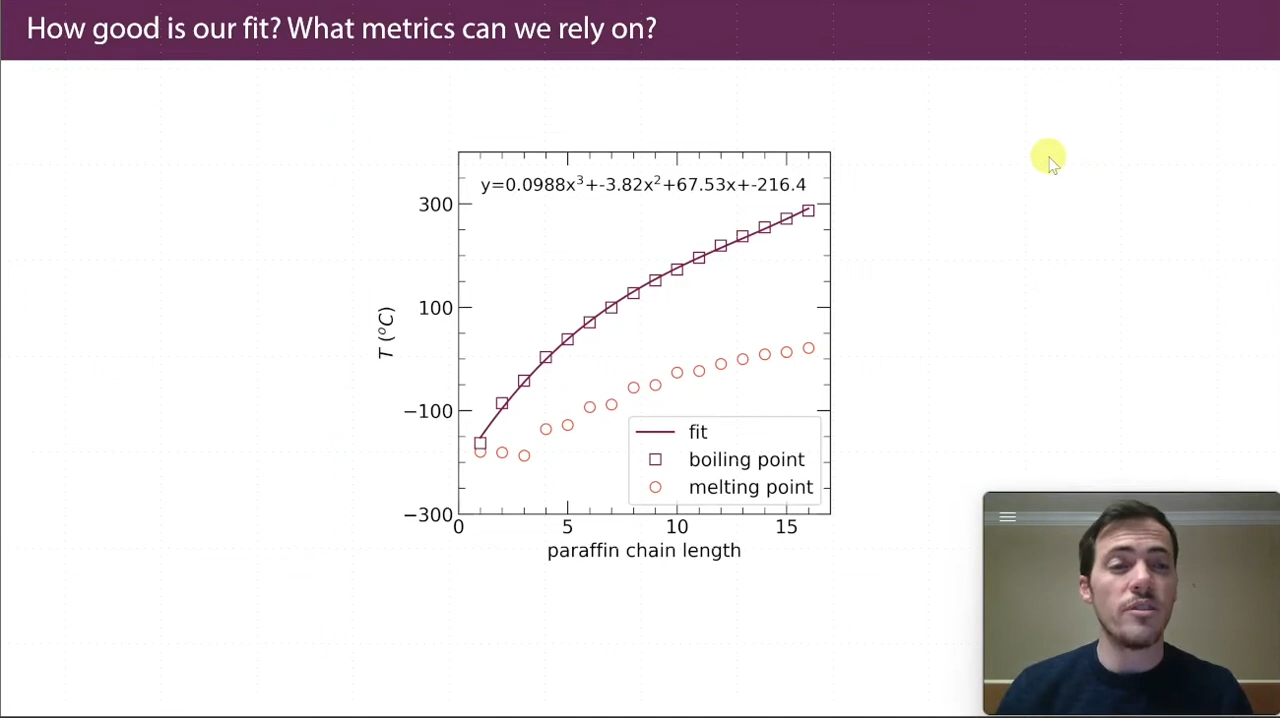 How good is our fit? What metrics can we rely on?
y=0.0988x³+-3.82x²+67.53x+-216.4
300
100
−100
−300
T (°C)
fit
boiling point
melting point
0 5 10 15
paraffin chain length